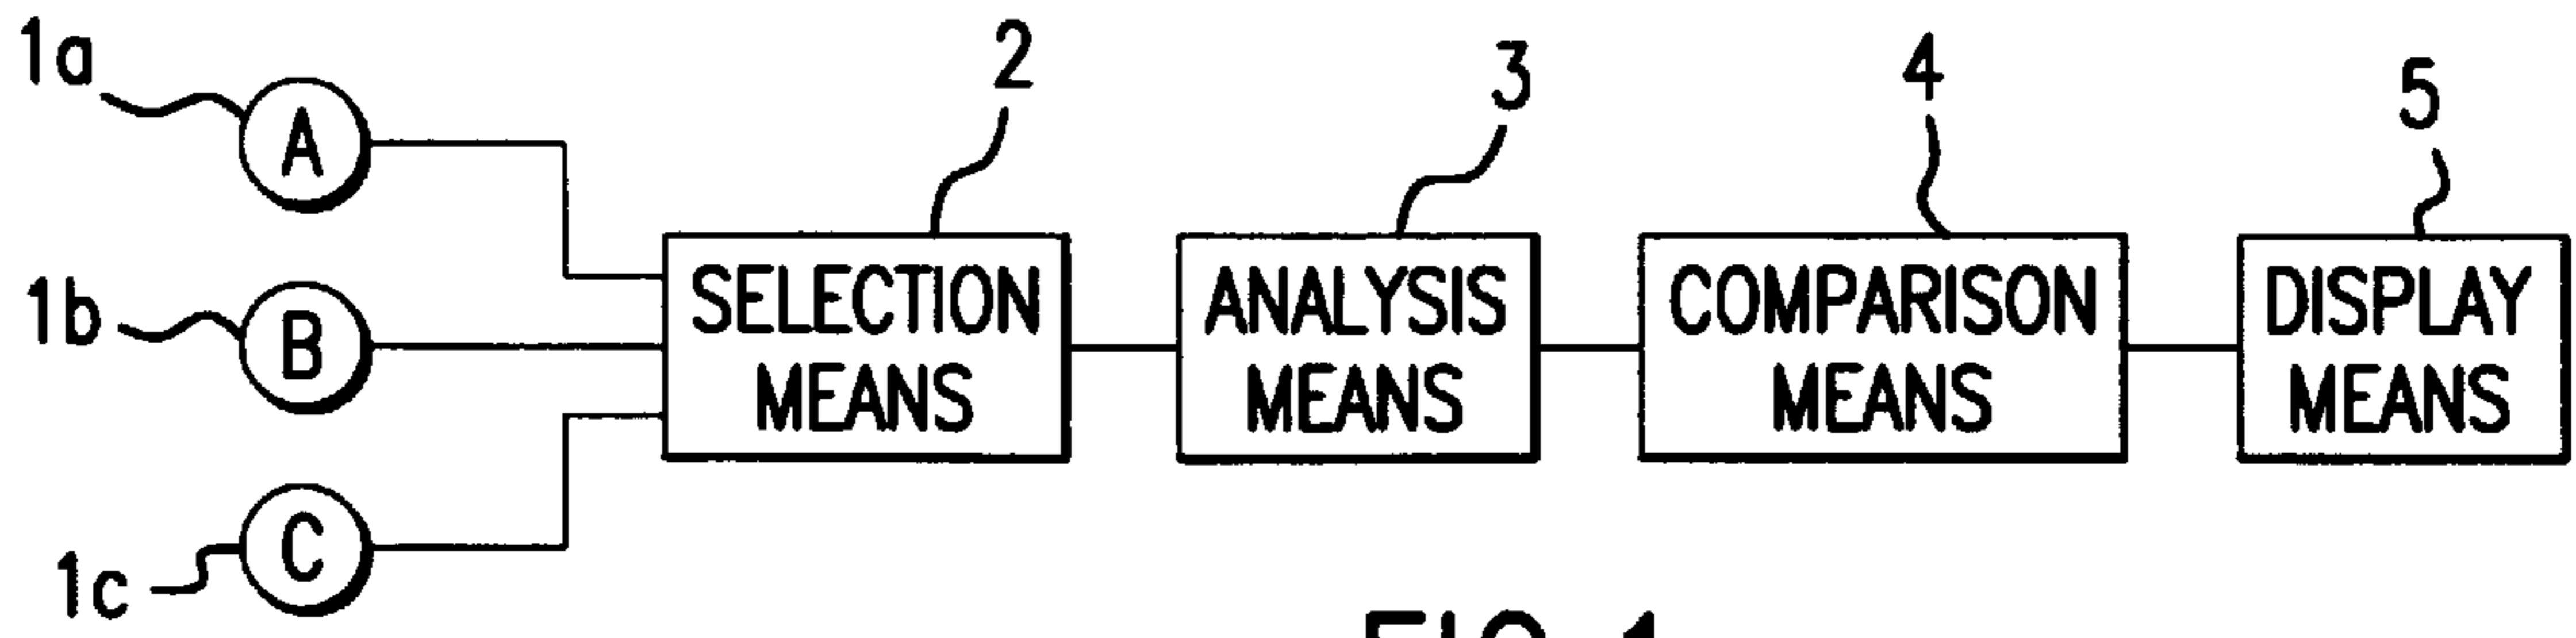 1a
A
2
3
4
5
1b
B
SELECTION
MEANS
ANALYSIS
MEANS
COMPARISON
MEANS
DISPLAY
MEANS
1c
C